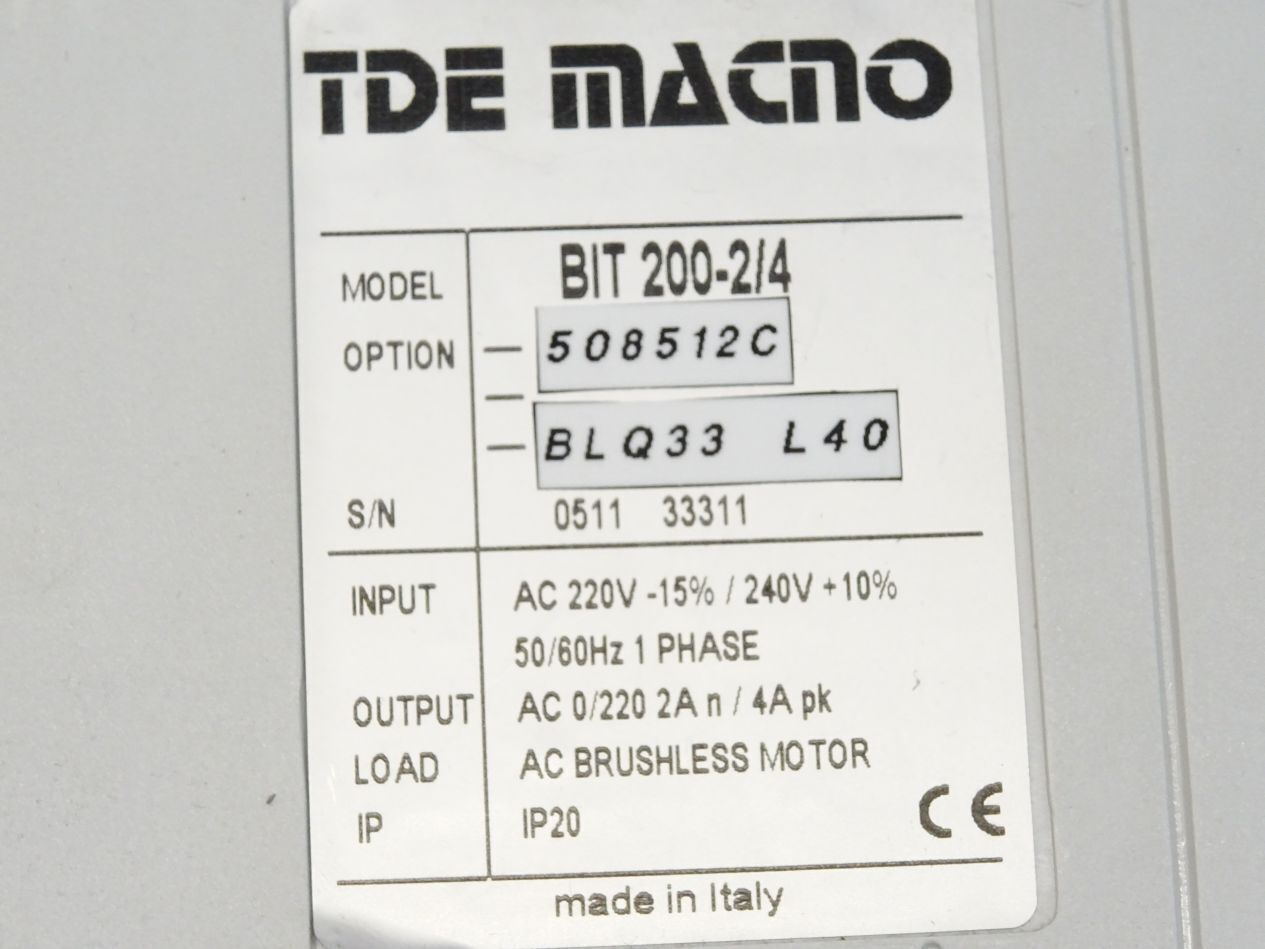 TDE MACNO
MODEL BIT 200-2/4
OPTION — 508512C
—
— BLQ33 L40
S/N 0511 33311
INPUT AC 220V -15% / 240V +10%
50/60Hz 1 PHASE
OUTPUT AC 0/220 2A n / 4A pk
LOAD AC BRUSHLESS MOTOR
IP IP20
CE
made in Italy